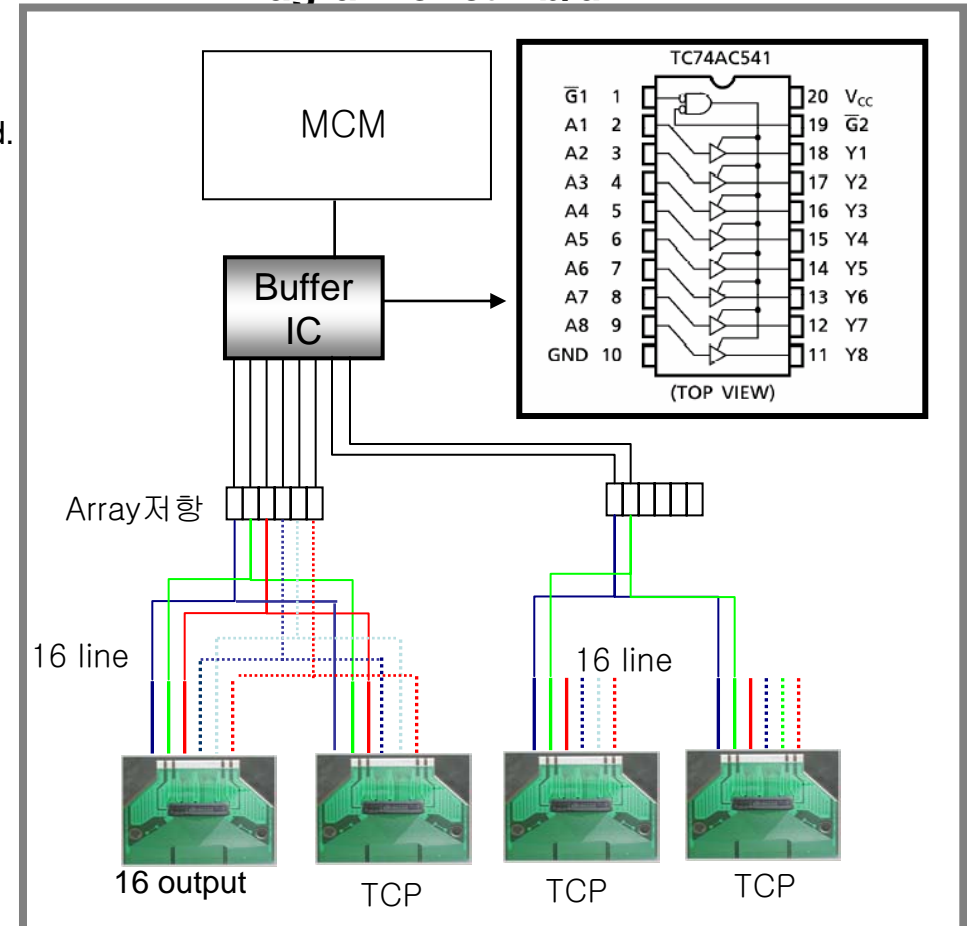 d.
MCM
Buffer
IC
TC74AC541
G̅1 1 20 VCC
A1 2 19 G̅2
A2 3 18 Y1
A3 4 17 Y2
A4 5 16 Y3
A5 6 15 Y4
A6 7 14 Y5
A7 8 13 Y6
A8 9 12 Y7
GND 10 11 Y8
(TOP VIEW)
Array저항
16 line
16 line
16 output
TCP
TCP
TCP